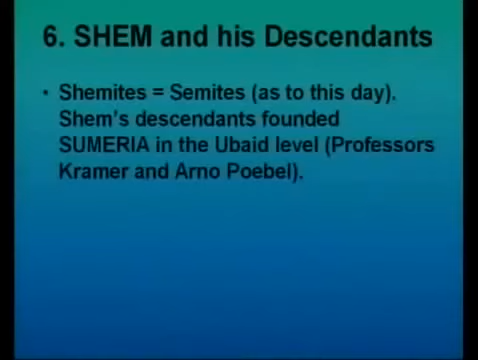 6. SHEM and his Descendants
• Shemites = Semites (as to this day).
Shem's descendants founded
SUMERIA in the Ubaid level (Professors
Kramer and Arno Poebel).